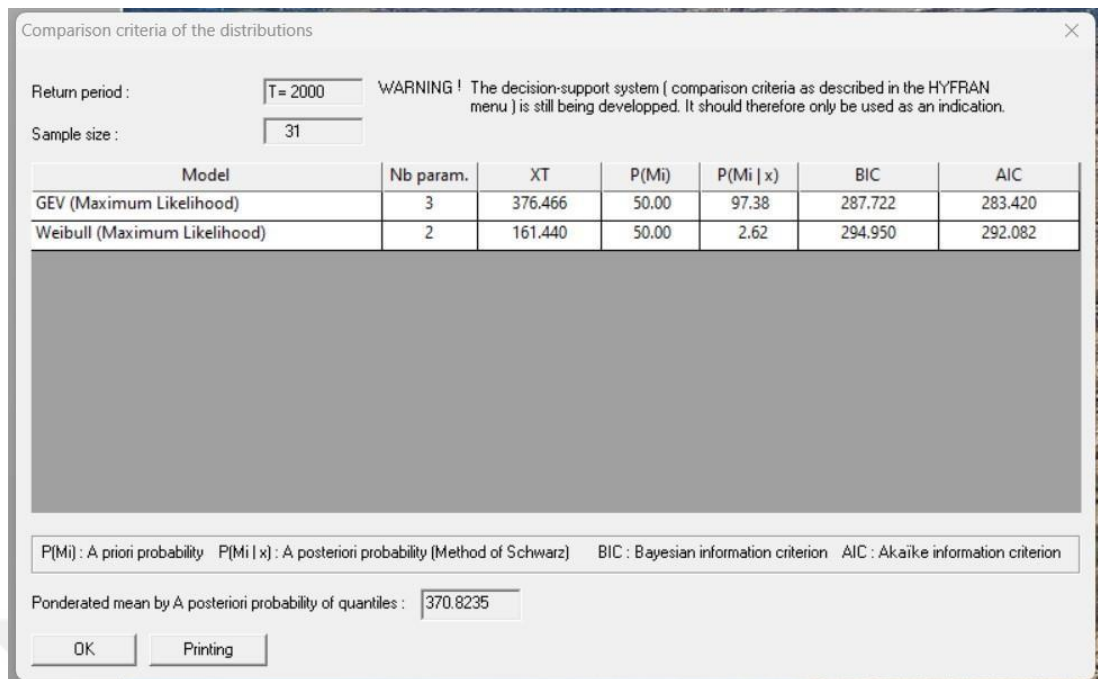 Comparison criteria of the distributions
Return period :
T= 2000
WARNING ! The decision-support system ( comparison criteria as described in the HYFRAN
menu ) is still being developped. It should therefore only be used as an indication.
Sample size :
31
Model Nb param. XT P(Mi) P(Mi | x) BIC AIC
GEV (Maximum Likelihood) 3 376.466 50.00 97.38 287.722 283.420
Weibull (Maximum Likelihood) 2 161.440 50.00 2.62 294.950 292.082
P(Mi) : A priori probability P(Mi | x) : A posteriori probability (Method of Schwarz) BIC : Bayesian information criterion AIC : Akaïke information criterion
Ponderated mean by A posteriori probability of quantiles : 370.8235
OK Printing